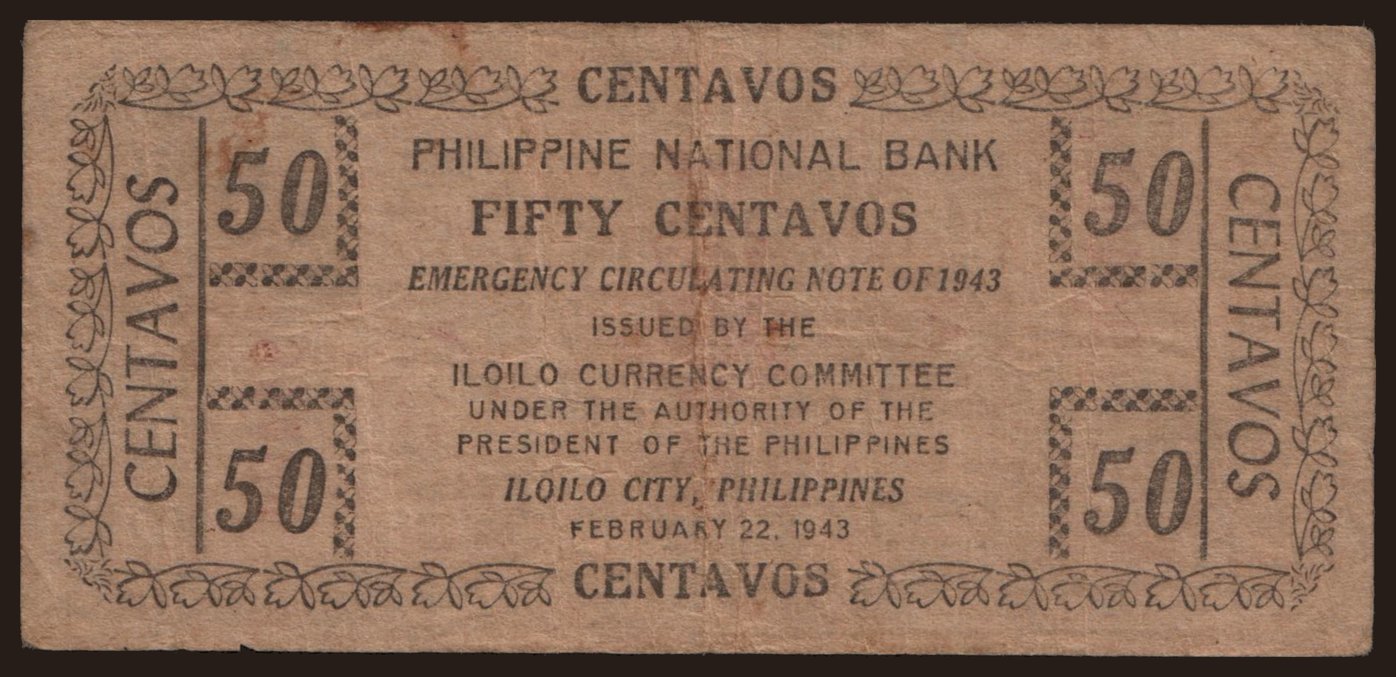 CENTAVOS
50
PHILIPPINE NATIONAL BANK
50
FIFTY CENTAVOS
EMERGENCY CIRCULATING NOTE OF 1943
ISSUED BY THE
CENTAVOS
CENTAVOS
ILOILO CURRENCY COMMITTEE
UNDER THE AUTHORITY OF THE
PRESIDENT OF THE PHILIPPINES
50
ILOILO CITY, PHILIPPINES
50
FEBRUARY 22, 1943
CENTAVOS